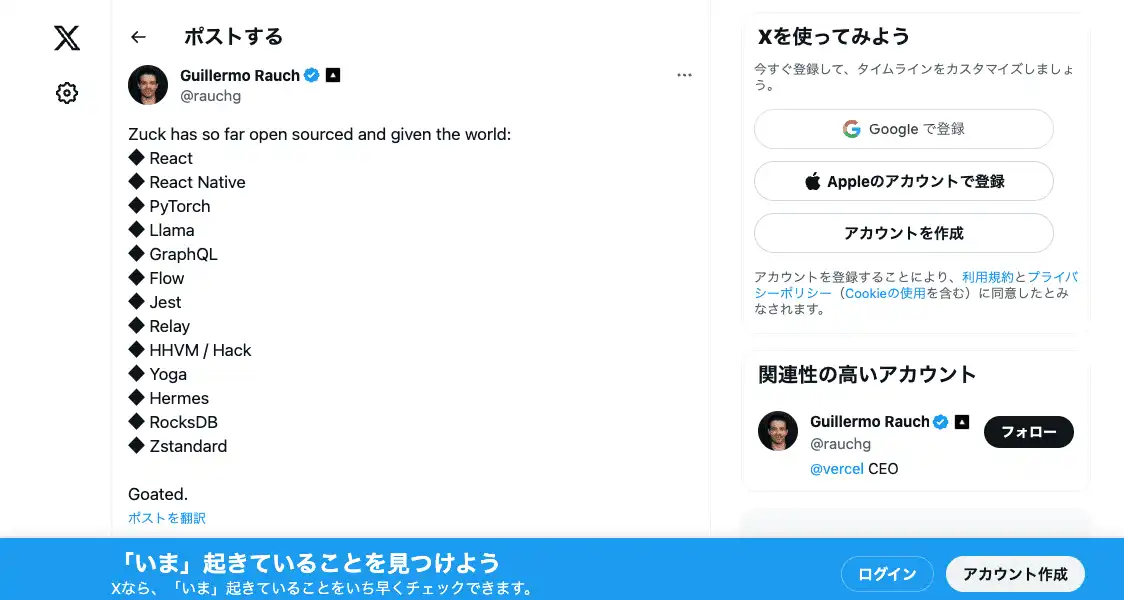 ポストする
Guillermo Rauch
@rauchg
Zuck has so far open sourced and given the world:
◆ React
◆ React Native
◆ PyTorch
◆ Llama
◆ GraphQL
◆ Flow
◆ Jest
◆ Relay
◆ HHVM / Hack
◆ Yoga
◆ Hermes
◆ RocksDB
◆ Zstandard
Goated.
ポストを翻訳
Xを使ってみよう
今すぐ登録して、タイムラインをカスタマイズしましょ
う。
Google で登録
Appleのアカウントで登録
アカウントを作成
アカウントを登録することにより、利用規約とプライバ
シーポリシー（Cookieの使用を含む）に同意したとみ
なされます。
関連性の高いアカウント
Guillermo Rauch
@rauchg
フォロー
@vercel CEO
「いま」起きていることを見つけよう
Xなら、「いま」起きていることをいち早くチェックできます。
ログイン
アカウント作成